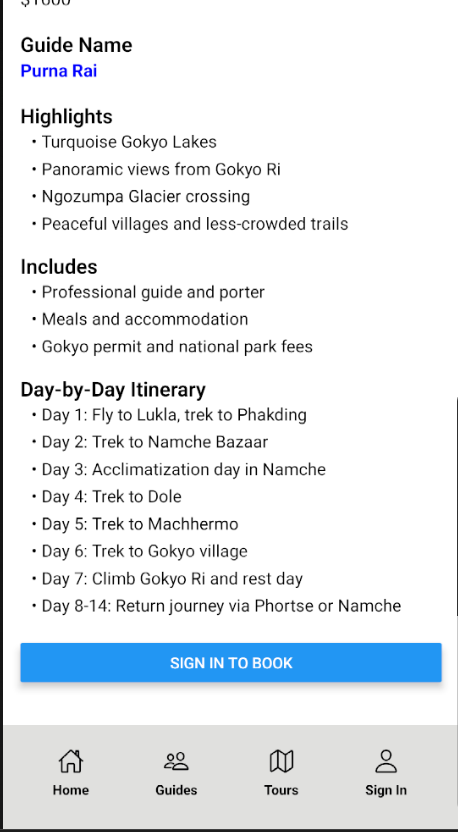 $1000
Guide Name
Purna Rai
Highlights
• Turquoise Gokyo Lakes
• Panoramic views from Gokyo Ri
• Ngozumpa Glacier crossing
• Peaceful villages and less-crowded trails
Includes
• Professional guide and porter
• Meals and accommodation
• Gokyo permit and national park fees
Day-by-Day Itinerary
• Day 1: Fly to Lukla, trek to Phakding
• Day 2: Trek to Namche Bazaar
• Day 3: Acclimatization day in Namche
• Day 4: Trek to Dole
• Day 5: Trek to Machhermo
• Day 6: Trek to Gokyo village
• Day 7: Climb Gokyo Ri and rest day
• Day 8-14: Return journey via Phortse or Namche
SIGN IN TO BOOK
Home Guides Tours Sign In